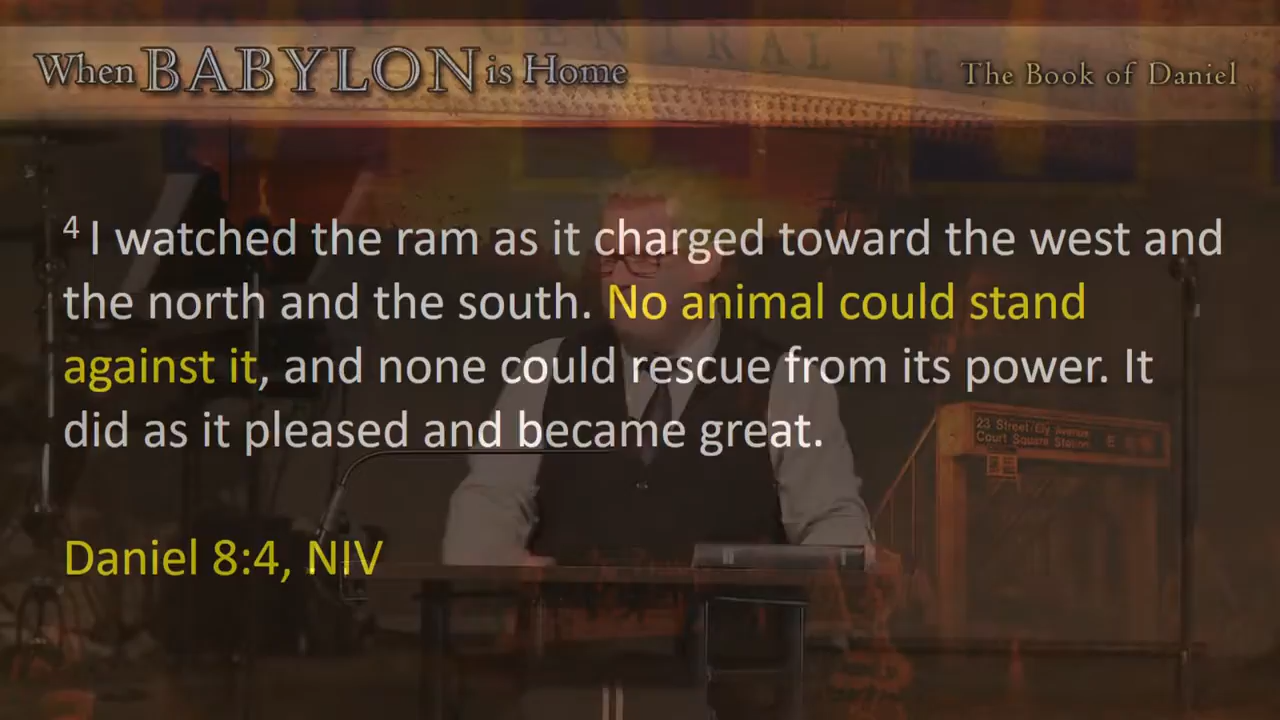 When BABYLON is Home
The Book of Daniel
4 I watched the ram as it charged toward the west and
the north and the south. No animal could stand
against it, and none could rescue from its power. It
did as it pleased and became great.
23 Street/Ely Avenue
Court Square Station E
Daniel 8:4, NIV